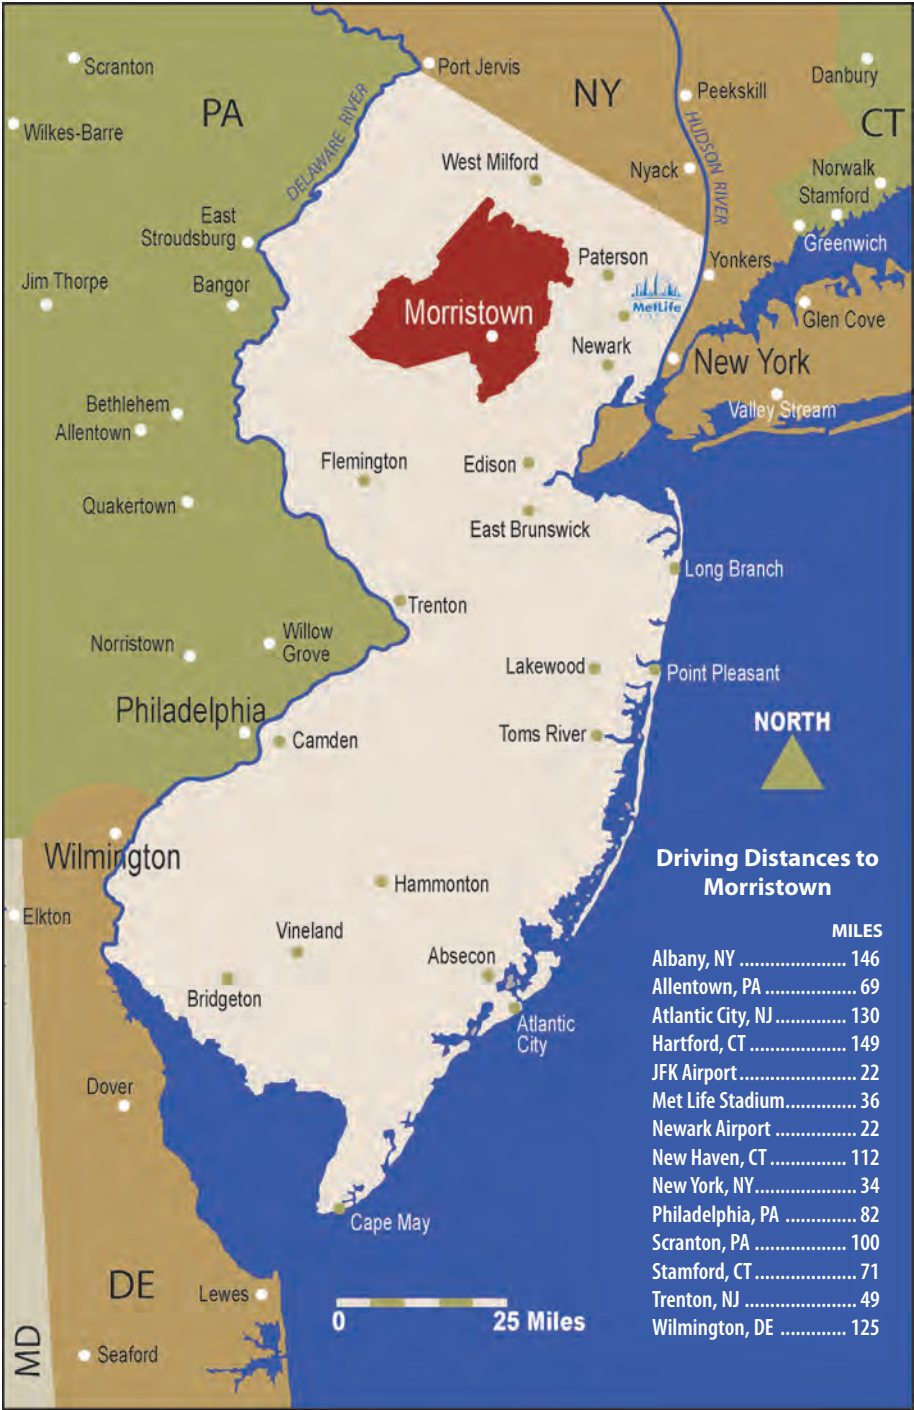 Scranton
Port Jervis
Danbury
PA
NY
CT
Peekskill
Wilkes-Barre
DELAWARE RIVER
HUDSON RIVER
West Milford
Nyack
Norwalk
Stamford
East
Stroudsburg
Greenwich
Paterson
Yonkers
Jim Thorpe
Bangor
MetLife
Morristown
Glen Cove
Newark
New York
Bethlehem
Valley Stream
Allentown
Flemington
Edison
Quakertown
East Brunswick
Long Branch
Trenton
Norristown
Willow
Grove
Lakewood
Point Pleasant
Philadelphia
NORTH
Camden
Toms River
Wilmington
Hammonton
Elkton
Vineland
Absecon
Bridgeton
Atlantic
City
Dover
Cape May
DE
Lewes
MD
Seaford
0 25 Miles
Driving Distances to
Morristown
MILES
Albany, NY ..................... 146
Allentown, PA .................. 69
Atlantic City, NJ .............. 130
Hartford, CT ................... 149
JFK Airport ....................... 22
Met Life Stadium.............. 36
Newark Airport ................ 22
New Haven, CT ............... 112
New York, NY.................... 34
Philadelphia, PA .............. 82
Scranton, PA .................. 100
Stamford, CT .................... 71
Trenton, NJ ...................... 49
Wilmington, DE ............. 125